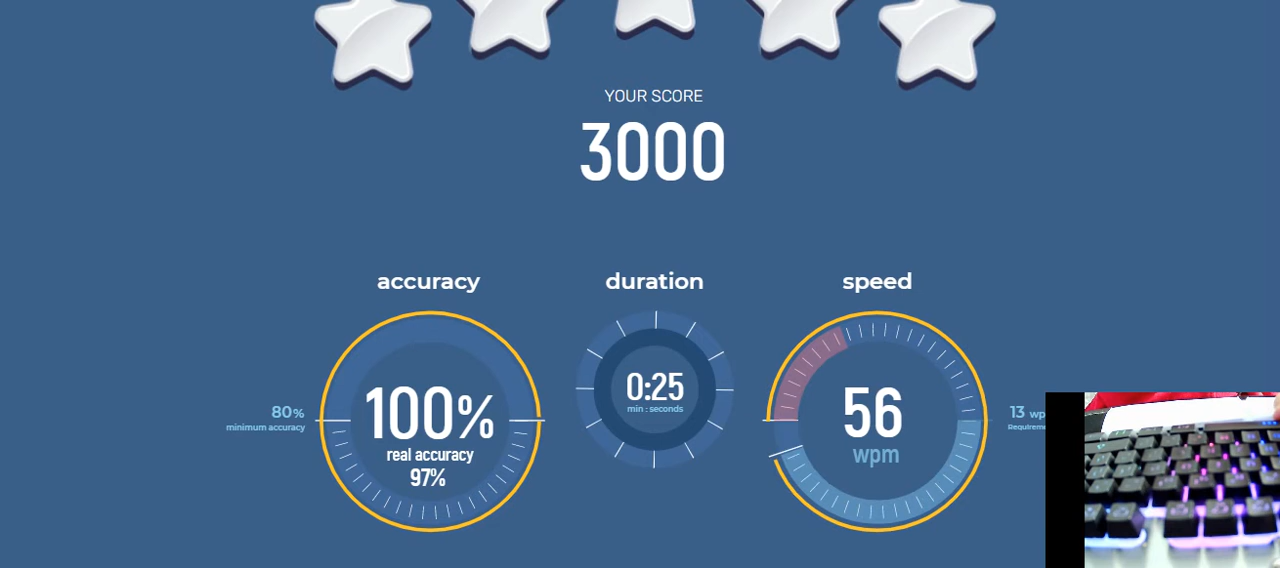 YOUR SCORE
3000
accuracy
duration
speed
80%
minimum accuracy
100%
real accuracy
97%
0:25
min : seconds
56
wpm
13